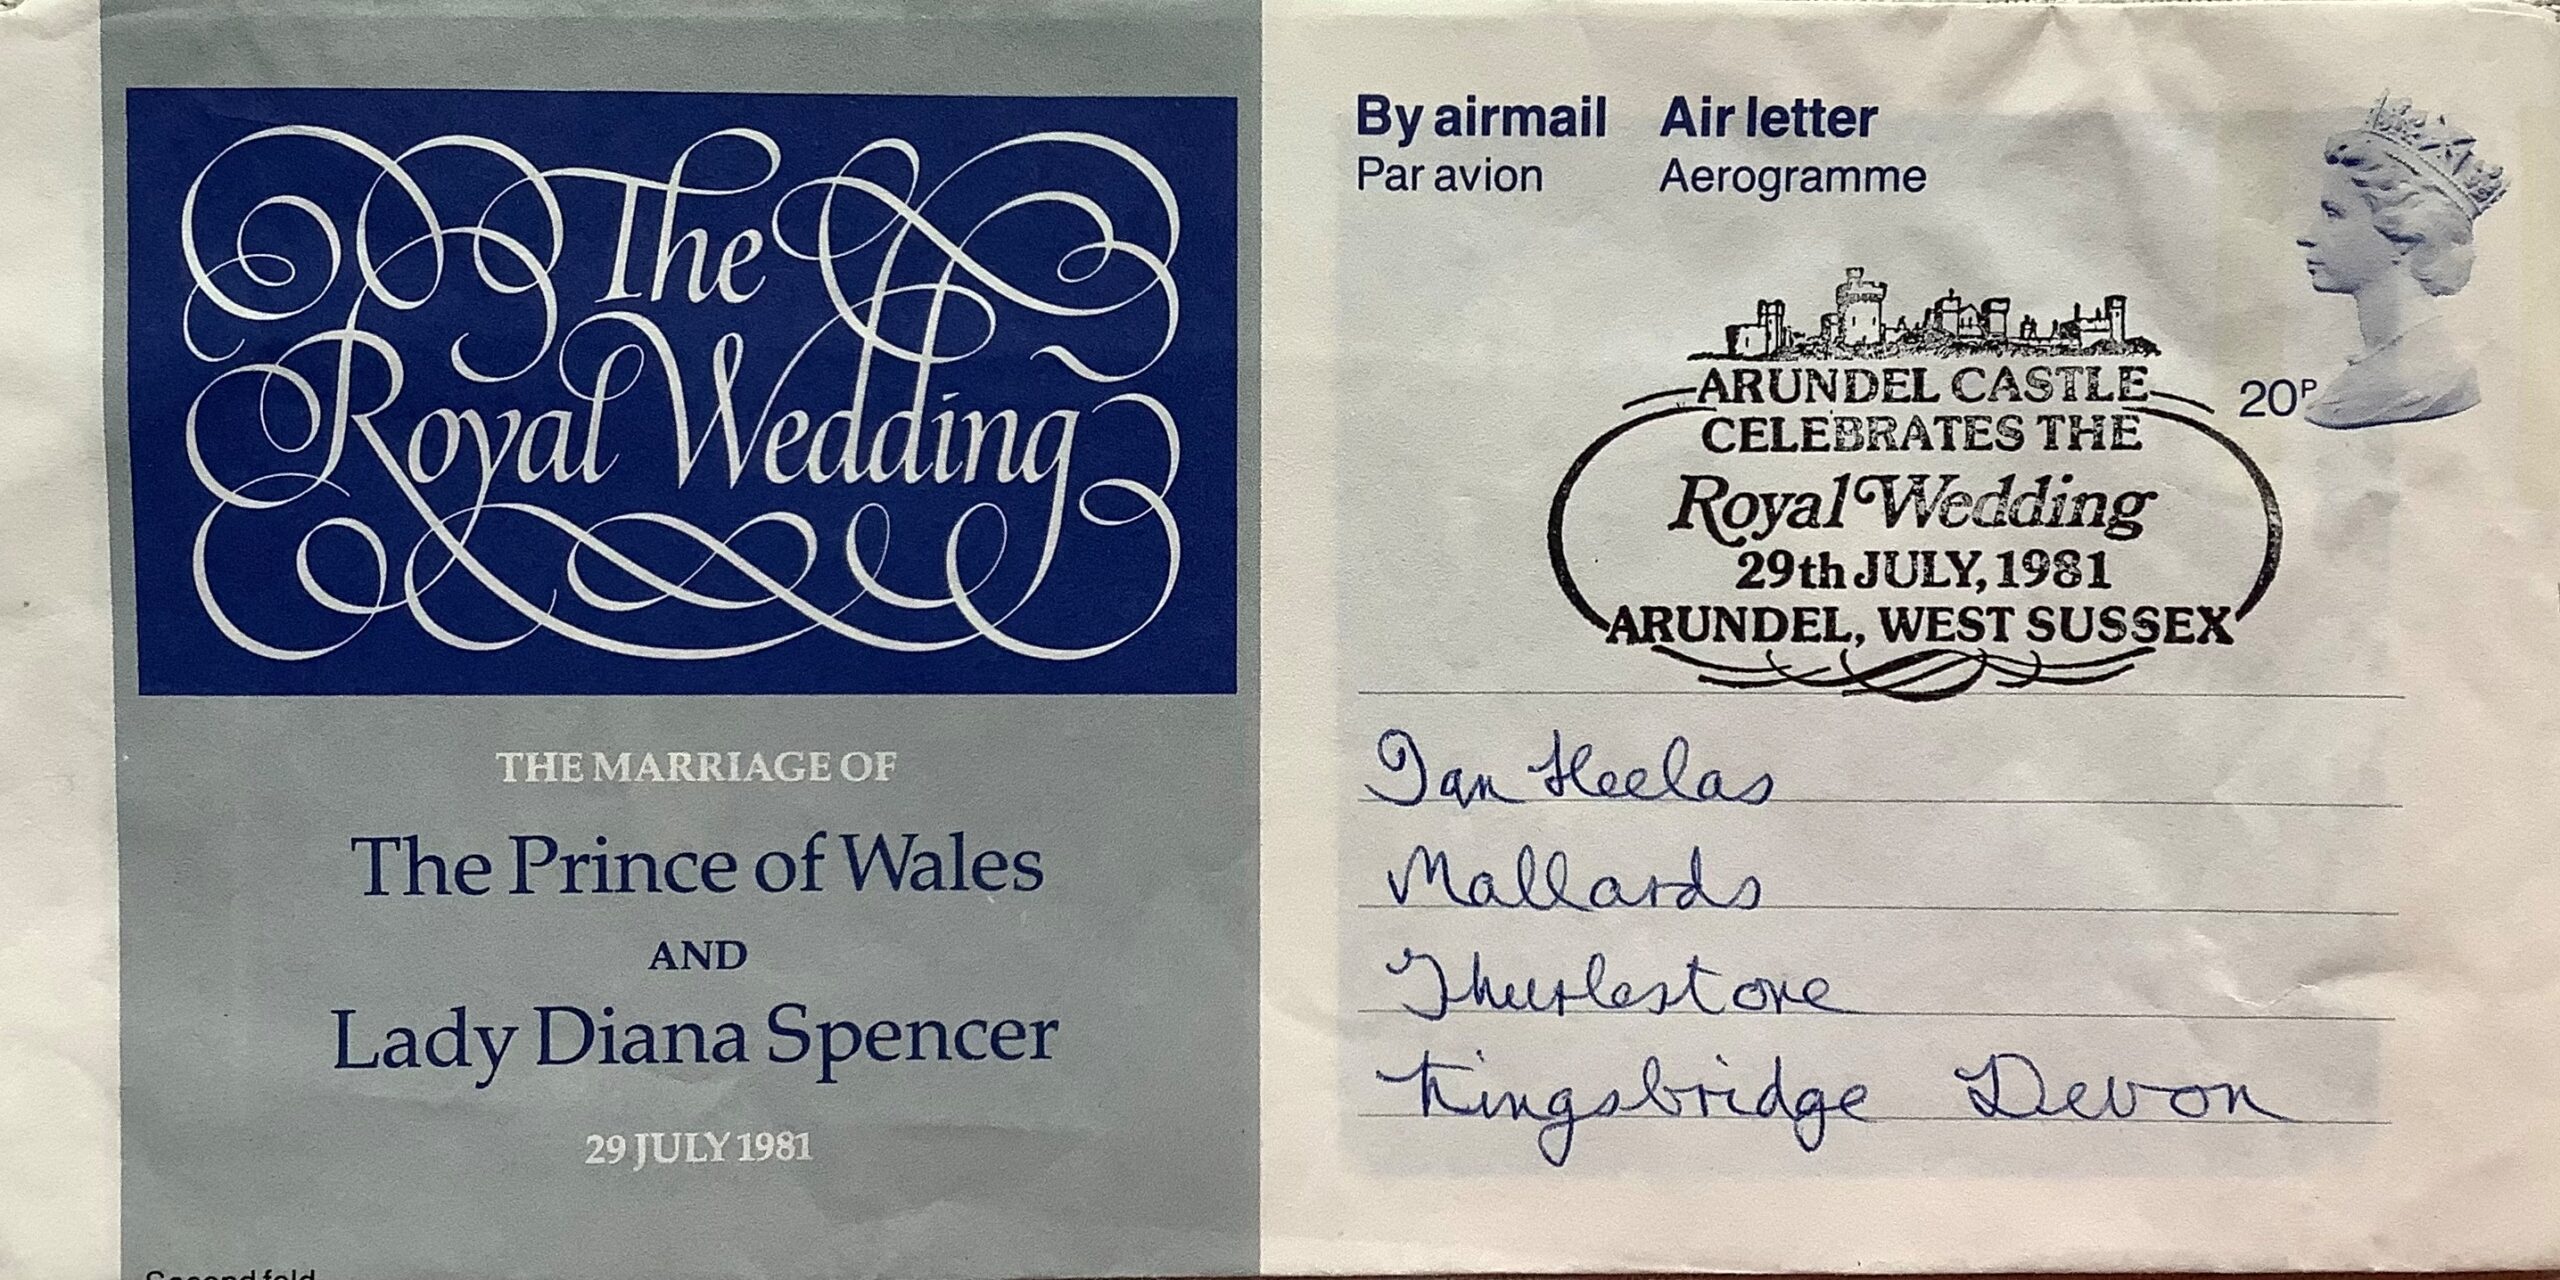 The
Royal Wedding
THE MARRIAGE OF
The Prince of Wales
AND
Lady Diana Spencer
29 JULY 1981
Second fold
By airmail Air letter
Par avion Aerogramme
20P
ARUNDEL CASTLE
CELEBRATES THE
Royal Wedding
29th JULY, 1981
ARUNDEL, WEST SUSSEX
Ian Heelas
Mallards
Thurlestone
Kingsbridge Devon